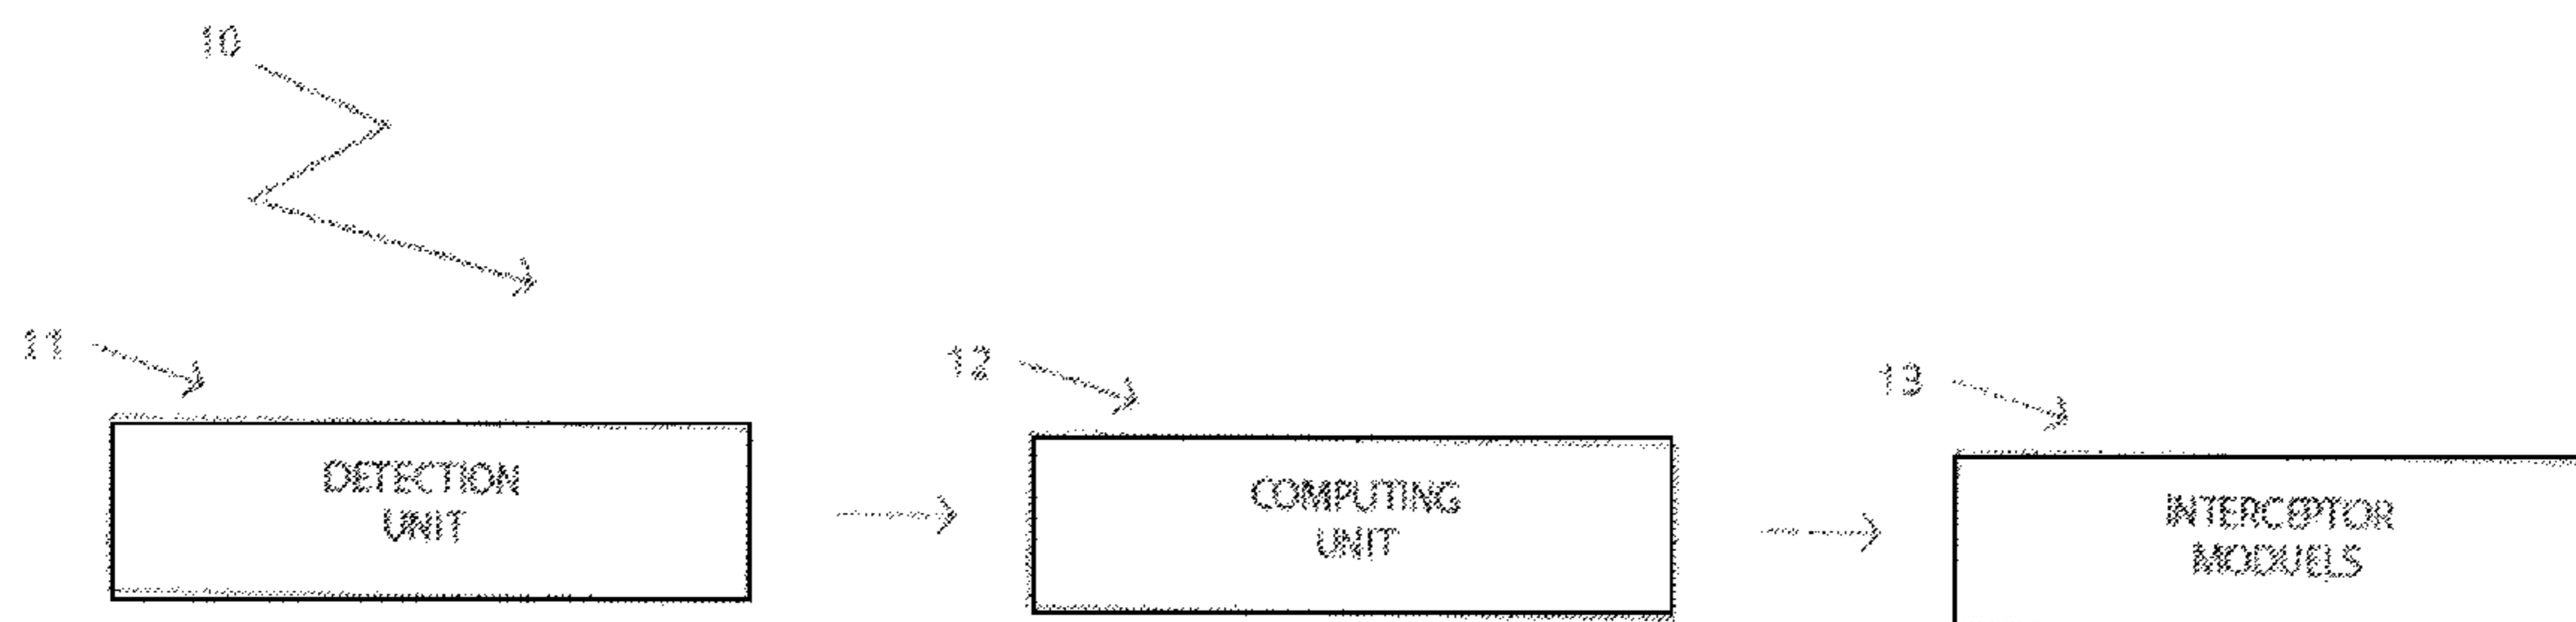 10
11
12
13
DETECTION
UNIT
COMPUTING
UNIT
INTERCEPTOR
MODUELS